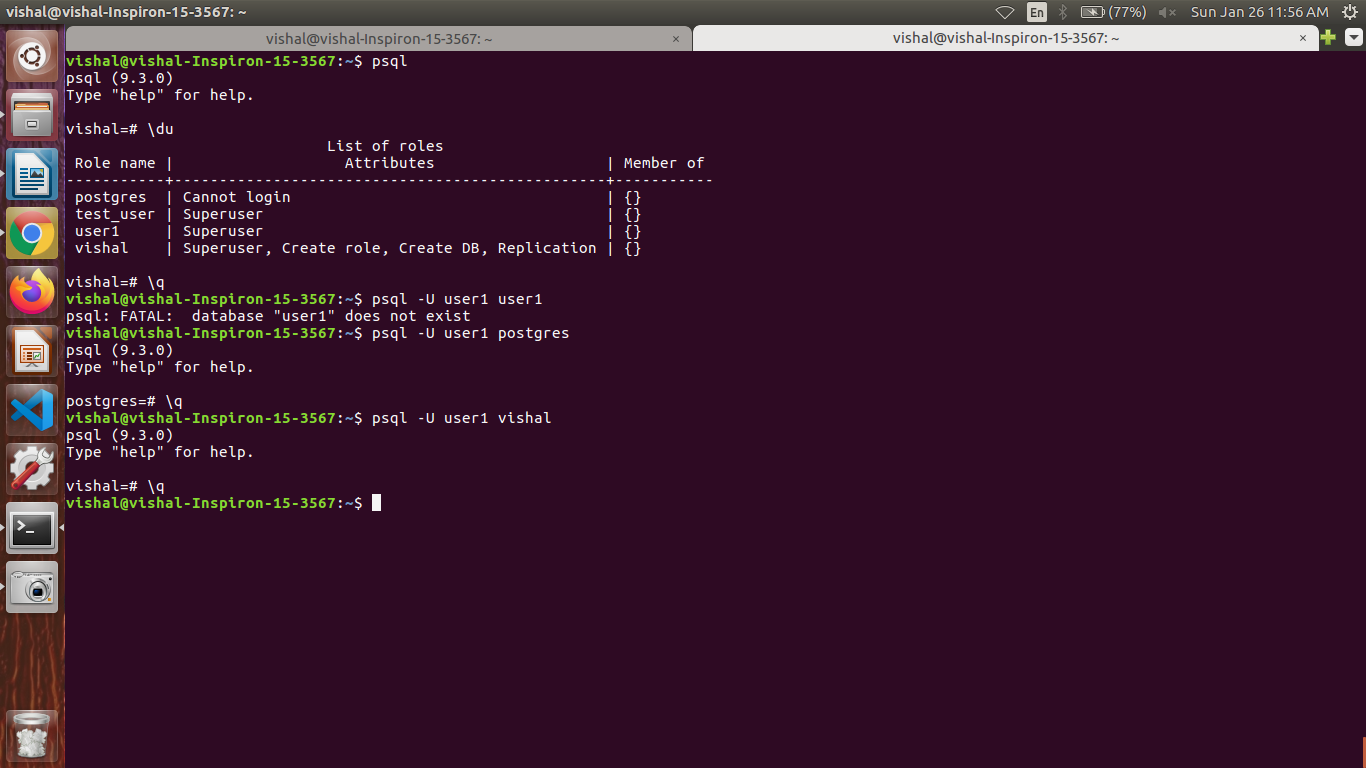 vishal@vishal-Inspiron-15-3567: ~
En
(77%)
Sun Jan 26 11:56 AM
vishal@vishal-Inspiron-15-3567: ~ ×
vishal@vishal-Inspiron-15-3567: ~ ×
vishal@vishal-Inspiron-15-3567:~$ psql
psql (9.3.0)
Type "help" for help.
vishal=# \du
                             List of roles
 Role name |                   Attributes                   | Member of
-----------+------------------------------------------------+-----------
 postgres  | Cannot login                                   | {}
 test_user | Superuser                                      | {}
 user1     | Superuser                                      | {}
 vishal    | Superuser, Create role, Create DB, Replication | {}
vishal=# \q
vishal@vishal-Inspiron-15-3567:~$ psql -U user1 user1
psql: FATAL:  database "user1" does not exist
vishal@vishal-Inspiron-15-3567:~$ psql -U user1 postgres
psql (9.3.0)
Type "help" for help.
postgres=# \q
vishal@vishal-Inspiron-15-3567:~$ psql -U user1 vishal
psql (9.3.0)
Type "help" for help.
vishal=# \q
vishal@vishal-Inspiron-15-3567:~$